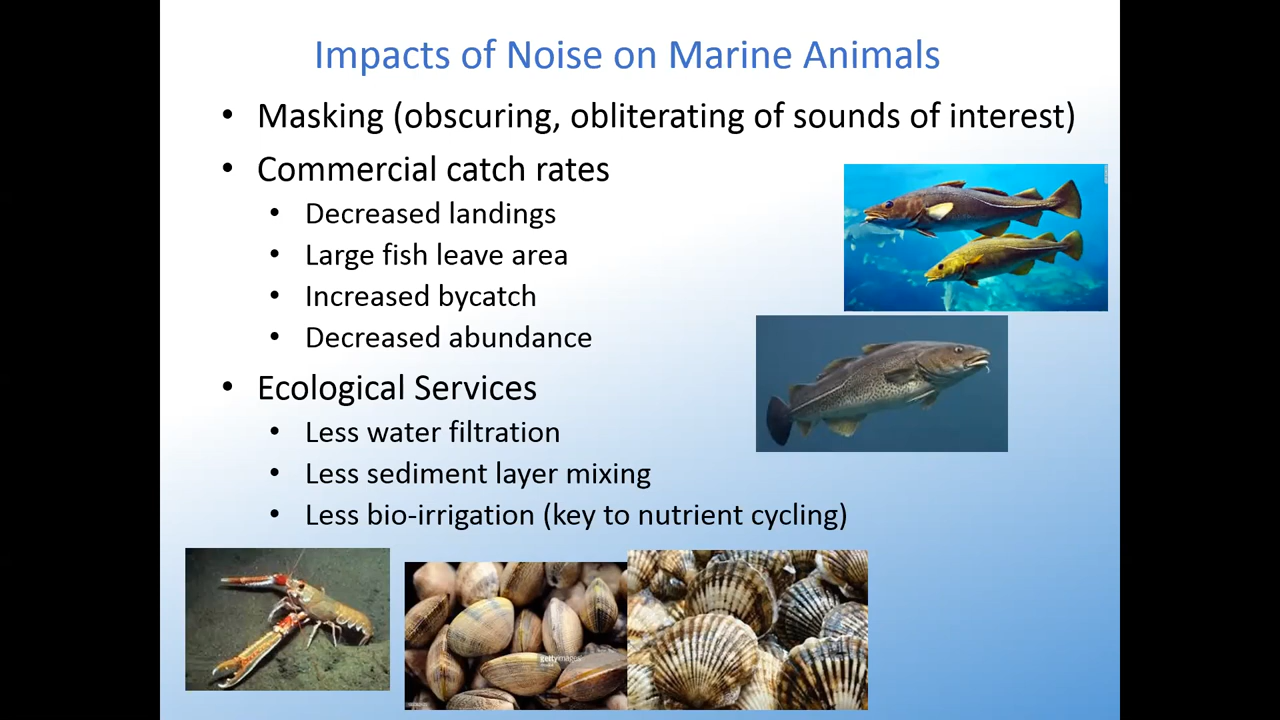 Impacts of Noise on Marine Animals
• Masking (obscuring, obliterating of sounds of interest)
• Commercial catch rates
• Decreased landings
• Large fish leave area
• Increased bycatch
• Decreased abundance
• Ecological Services
• Less water filtration
• Less sediment layer mixing
• Less bio-irrigation (key to nutrient cycling)
gettyimages